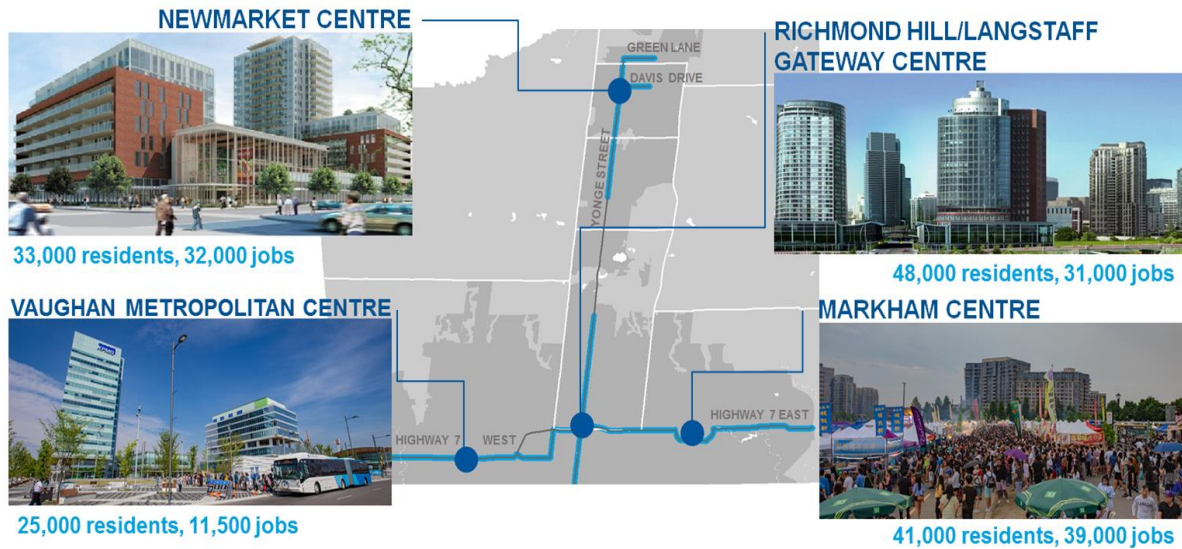 NEWMARKET CENTRE
33,000 residents, 32,000 jobs
RICHMOND HILL/LANGSTAFF
GATEWAY CENTRE
48,000 residents, 31,000 jobs
GREEN LANE
DAVIS DRIVE
YONGE STREET
VAUGHAN METROPOLITAN CENTRE
KPMG
25,000 residents, 11,500 jobs
HIGHWAY 7 WEST
HIGHWAY 7 EAST
MARKHAM CENTRE
41,000 residents, 39,000 jobs